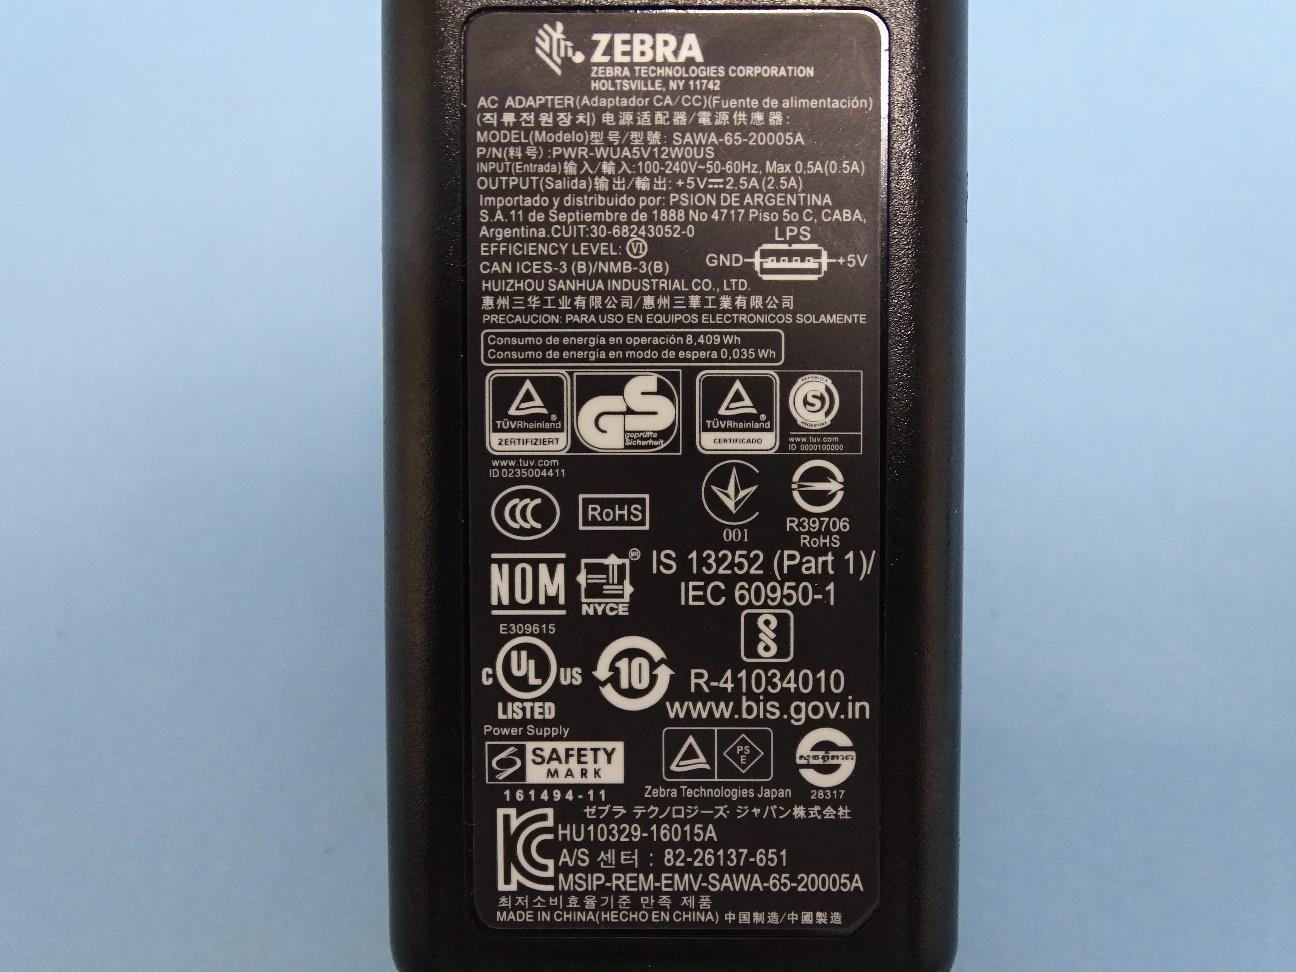 ZEBRA
ZEBRA TECHNOLOGIES CORPORATION
HOLTSVILLE, NY 11742
AC ADAPTER(Adaptador CA/CC)(Fuente de alimentación)
(직류전원장치) 电源适配器/電源供應器:
MODEL(Modelo)型号/型號: SAWA-65-20005A
P/N(料号):PWR-WUA5V12W0US
INPUT(Entrada)输入/輸入:100-240V~50-60Hz, Max 0.5A(0.5A)
OUTPUT(Salida)输出/輸出: +5V⎓2.5A(2.5A)
Importado y distribuido por: PSION DE ARGENTINA
S.A.11 de Septiembre de 1888 No 4717 Piso 5o C, CABA,
Argentina.CUIT:30-68243052-0
LPS
EFFICIENCY LEVEL: VI
GND +5V
CAN ICES-3 (B)/NMB-3(B)
HUIZHOU SANHUA INDUSTRIAL CO., LTD.
惠州三华工业有限公司/惠州三華工業有限公司
PRECAUCION: PARA USO EN EQUIPOS ELECTRONICOS SOLAMENTE
Consumo de energía en operación 8,409 Wh
Consumo de energía en modo de espera 0,035 Wh
TÜVRheinland ZERTIFIZIERT
GS geprüfte Sicherheit
TÜVRheinland CERTIFICADO
REPUBLICA S ARGENTINA
www.tuv.com
ID 0000100000
www.tuv.com
ID 0235004411
CCC
RoHS
001
R39706
RoHS
NOM
NYCE
IS 13252 (Part 1)/
IEC 60950-1
E309615
C UL US
LISTED
10
R-41034010
www.bis.gov.in
Power Supply
SAFETY
MARK
161494-11
PS
E
Zebra Technologies Japan
28317
ゼブラ テクノロジーズ・ジャパン株式会社
KC
HU10329-16015A
A/S 센터 : 82-26137-651
MSIP-REM-EMV-SAWA-65-20005A
최저소비효율기준 만족 제품
MADE IN CHINA(HECHO EN CHINA) 中国制造/中國製造